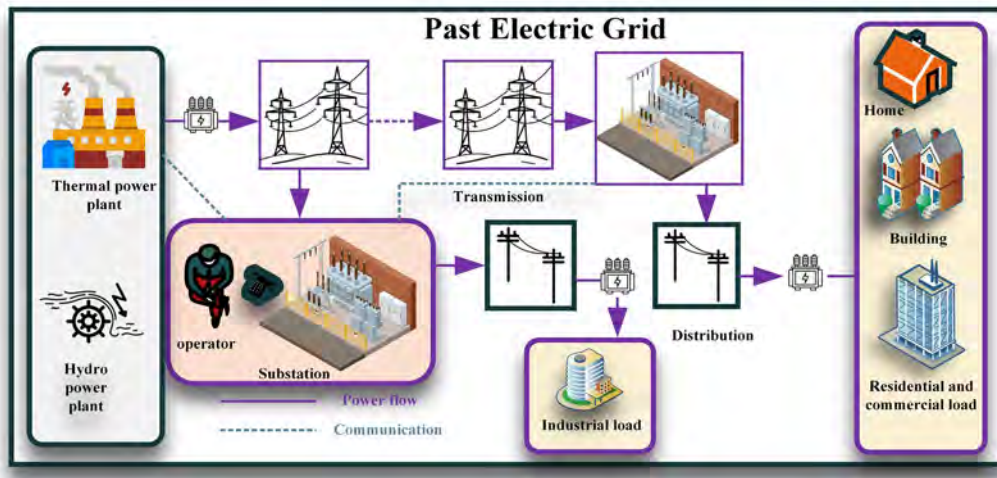 Past Electric Grid
Thermal power
plant
Hydro
power
plant
Transmission
operator
Substation
Power flow
Communication
Industrial load
Distribution
Home
Building
Residential and
commercial load